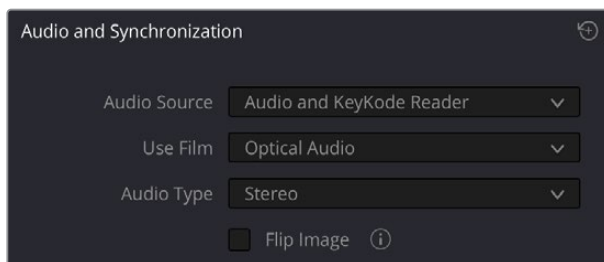 Audio and Synchronization
Audio Source Audio and KeyKode Reader
Use Film Optical Audio
Audio Type Stereo
Flip Image